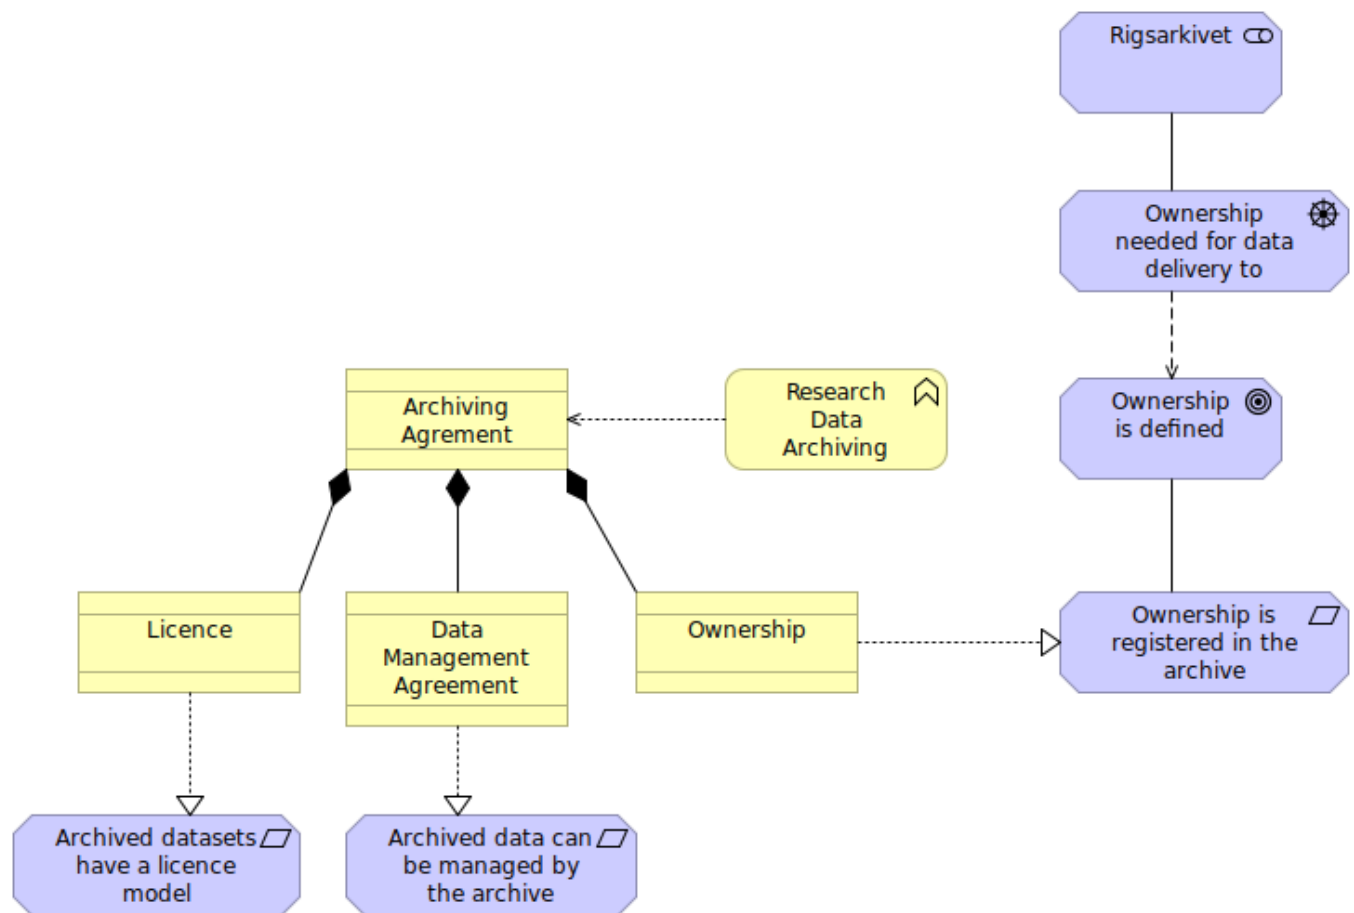 Rigsarkivet
Ownership
needed for data
delivery to
Archiving
Agrement
Research
Data
Archiving
Ownership
is defined
Licence
Data
Management
Agreement
Ownership
Ownership is
registered in the
archive
Archived datasets
have a licence
model
Archived data can
be managed by
the archive